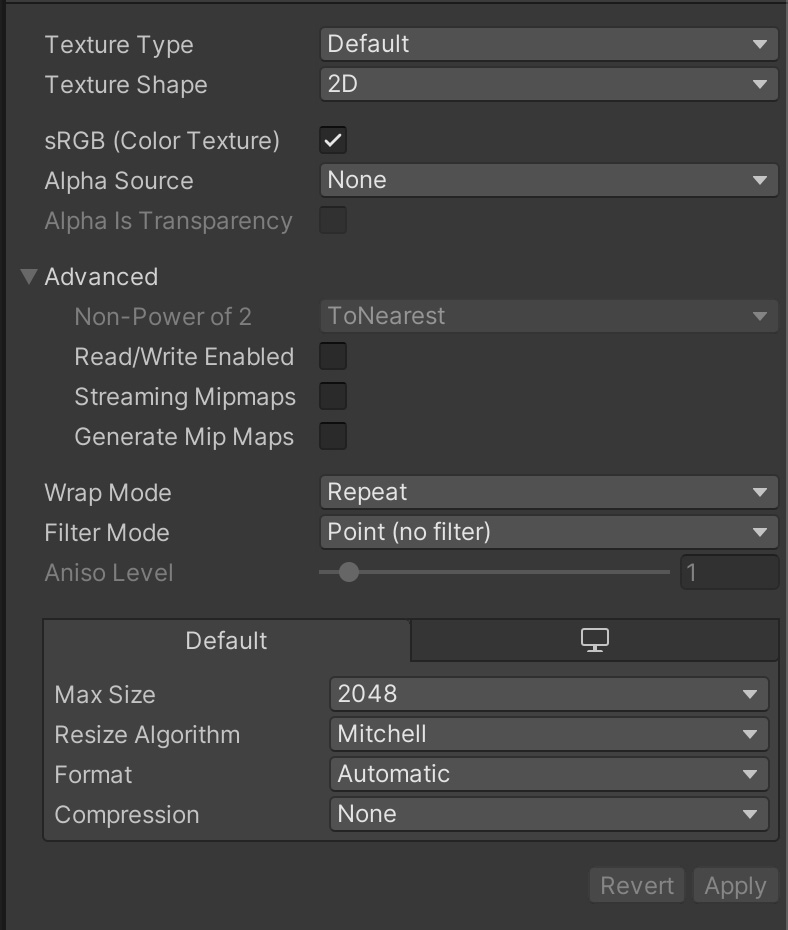 Texture Type Default
Texture Shape 2D
sRGB (Color Texture)
Alpha Source None
Alpha Is Transparency
Advanced
Non-Power of 2 ToNearest
Read/Write Enabled
Streaming Mipmaps
Generate Mip Maps
Wrap Mode Repeat
Filter Mode Point (no filter)
Aniso Level 1
Default
Max Size 2048
Resize Algorithm Mitchell
Format Automatic
Compression None
Revert Apply